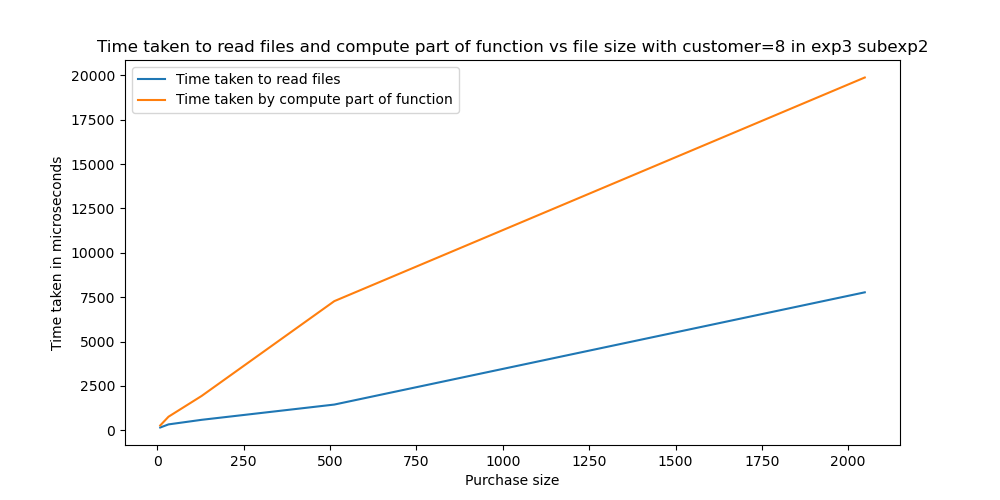 Time taken to read files and compute part of function vs file size with customer=8 in exp3 subexp2
Time taken to read files
Time taken by compute part of function
Time taken in microseconds
20000
17500
15000
12500
10000
7500
5000
2500
0
0 250 500 750 1000 1250 1500 1750 2000
Purchase size